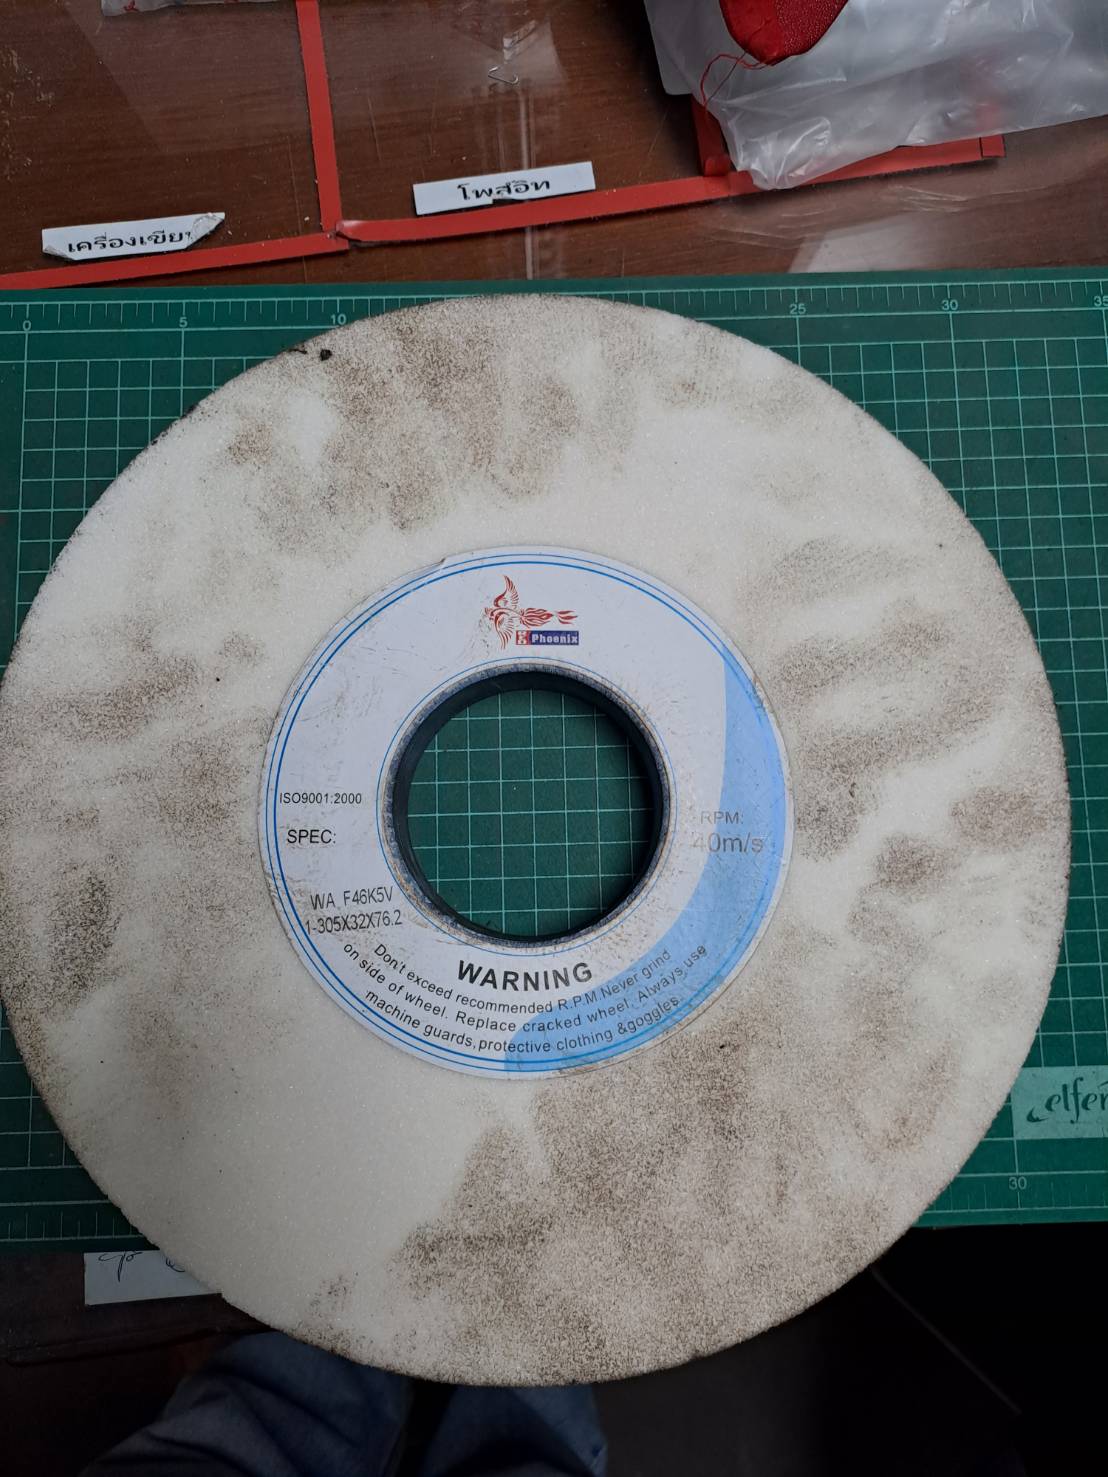 โพสอิท
เครื่องเขีย
0
5
10
25
30
35
Phoenix
ISO9001:2000
SPEC:
RPM:
40m/s
WA F46K5V
1-305X32X76.2
WARNING
Don't exceed recommended R.P.M.Never grind
on side of wheel. Replace cracked wheel. Always use
machine guards,protective clothing &goggles.
elfen
30